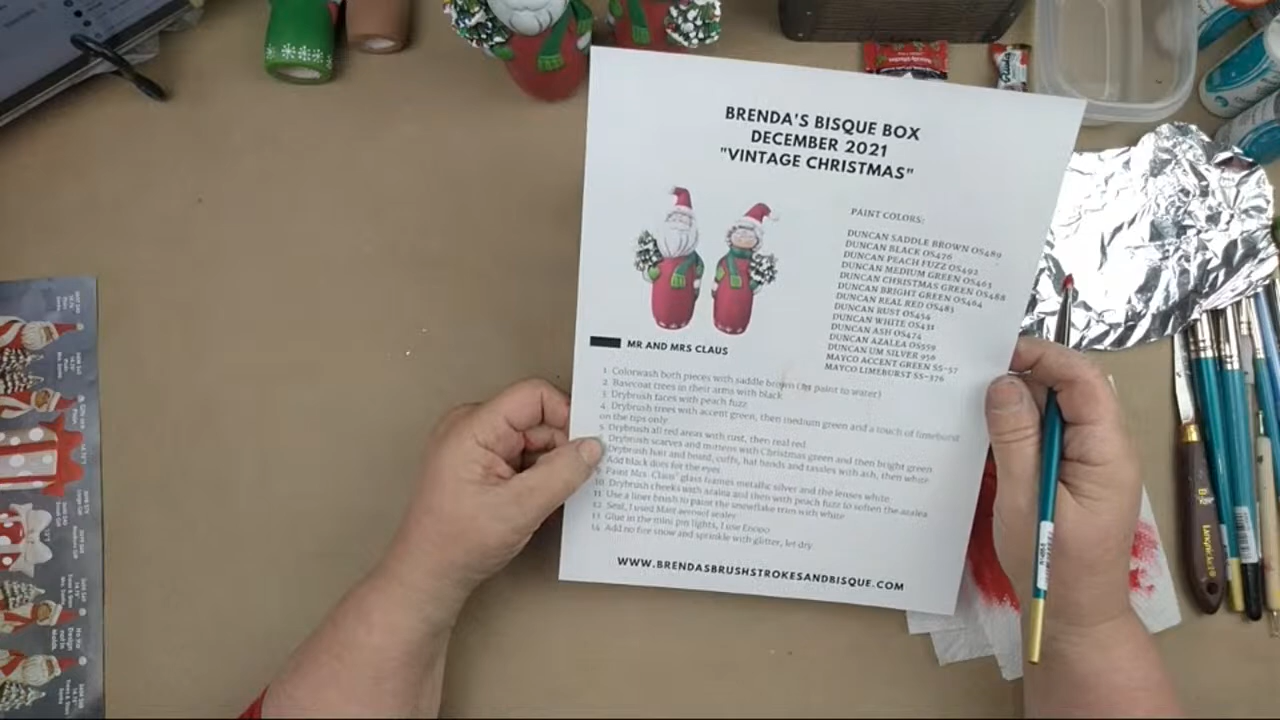 BRENDA'S BISQUE BOX
DECEMBER 2021
"VINTAGE CHRISTMAS"
PAINT COLORS:
DUNCAN SADDLE BROWN OS489
DUNCAN BLACK OS476
DUNCAN PEACH FUZZ OS492
DUNCAN MEDIUM GREEN OS463
DUNCAN CHRISTMAS GREEN OS488
DUNCAN BRIGHT GREEN OS464
DUNCAN REAL RED OS483
DUNCAN RUST OS454
DUNCAN WHITE OS431
DUNCAN ASH OS474
DUNCAN AZALEA OS559
DUNCAN UM SILVER 950
MAYCO ACCENT GREEN SS-57
MAYCO LIMEBURST SS-376
MR AND MRS CLAUS
1. Colorwash both pieces with saddle brown paint to water)
2. Basecoat trees in their arms with black
3. Drybrush faces with peach fuzz
4. Drybrush trees with accent green, then medium green and a touch of limeburst
on the tips only
5. Drybrush all red areas with rust, then real red
Drybrush scarves and mittens with Christmas green and then bright green
Drybrush hair and beard, cuffs, hat bands and tassles with ash, then white
Add black dots for the eyes
Paint Mrs. Claus' glass frames metallic silver and the lenses white
10. Drybrush cheeks with azalea and then with peach fuzz to soften the azalea
11. Use a liner brush to paint the snowflake trim with white
12. Seal, I used Matt aerosol sealer
13. Glue in the mini pin lights, I use E6000
14. Add no fire snow and sprinkle with glitter, let dry
WWW.BRENDASBRUSHSTROKESANDBISQUE.COM